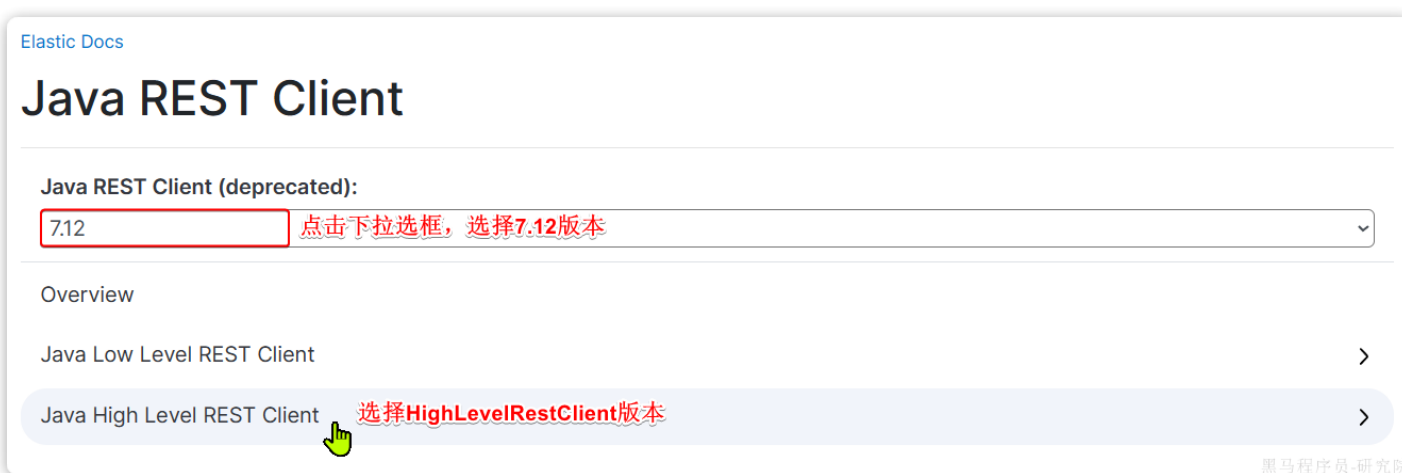 Elastic Docs
Java REST Client
Java REST Client (deprecated):
7.12 点击下拉选框，选择7.12版本
Overview
Java Low Level REST Client
Java High Level REST Client 选择HighLevelRestClient版本
黑马程序员-研究院